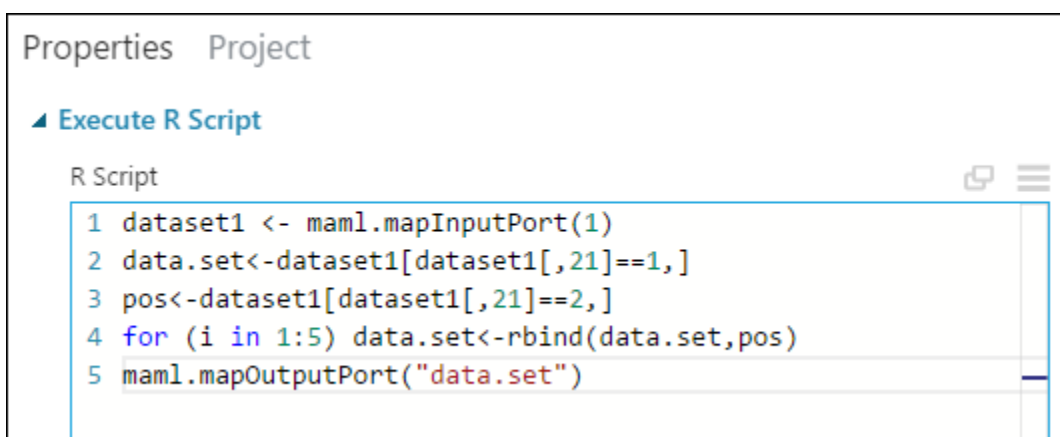 Properties Project
Execute R Script
R Script
1 dataset1 <- maml.mapInputPort(1)
2 data.set<-dataset1[dataset1[,21]==1,]
3 pos<-dataset1[dataset1[,21]==2,]
4 for (i in 1:5) data.set<-rbind(data.set,pos)
5 maml.mapOutputPort("data.set")